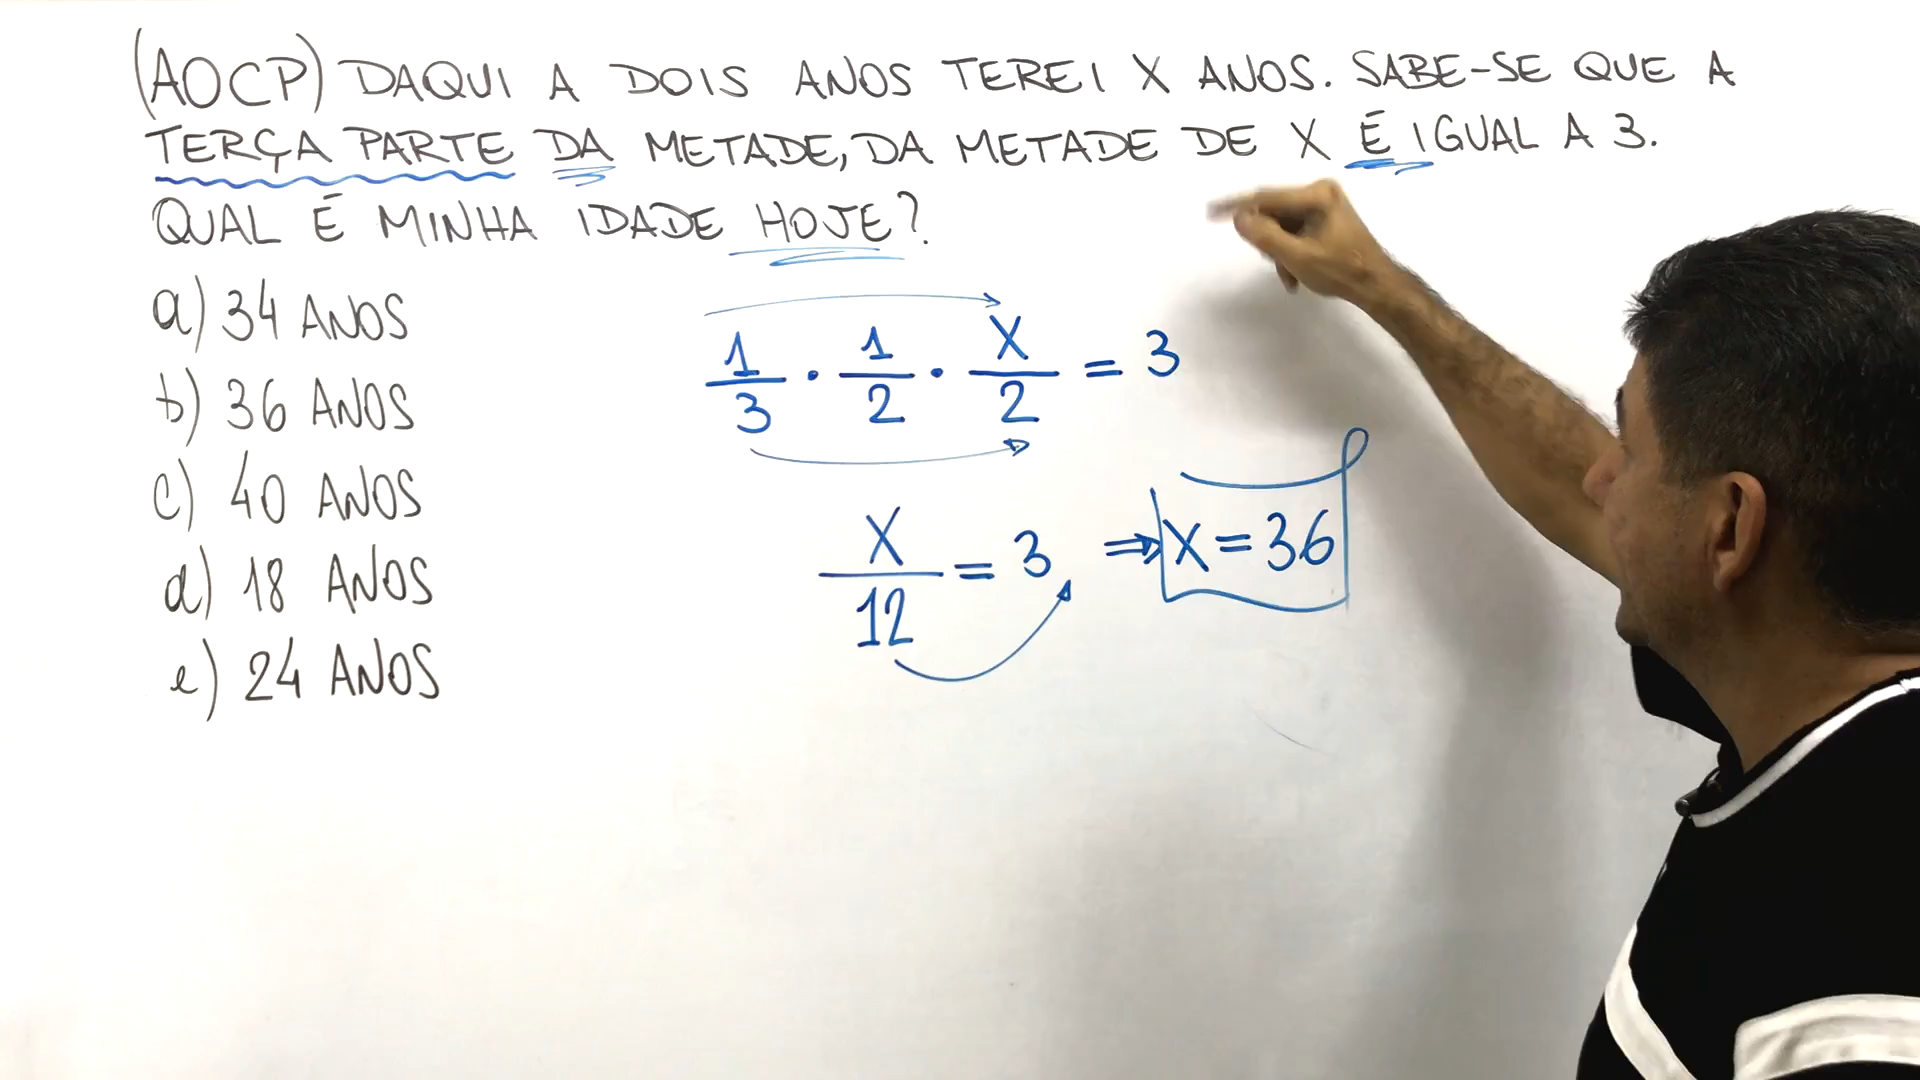 (AOCP) DAQUI A DOIS ANOS TEREI X ANOS. SABE-SE QUE A
TERÇA PARTE DA METADE, DA METADE DE X É IGUAL A 3.
QUAL É MINHA IDADE HOJE?
a) 34 ANOS
b) 36 ANOS
c) 40 ANOS
d) 18 ANOS
e) 24 ANOS
1/3 · 1/2 · X/2 = 3
X/12 = 3 ⇒ X = 36